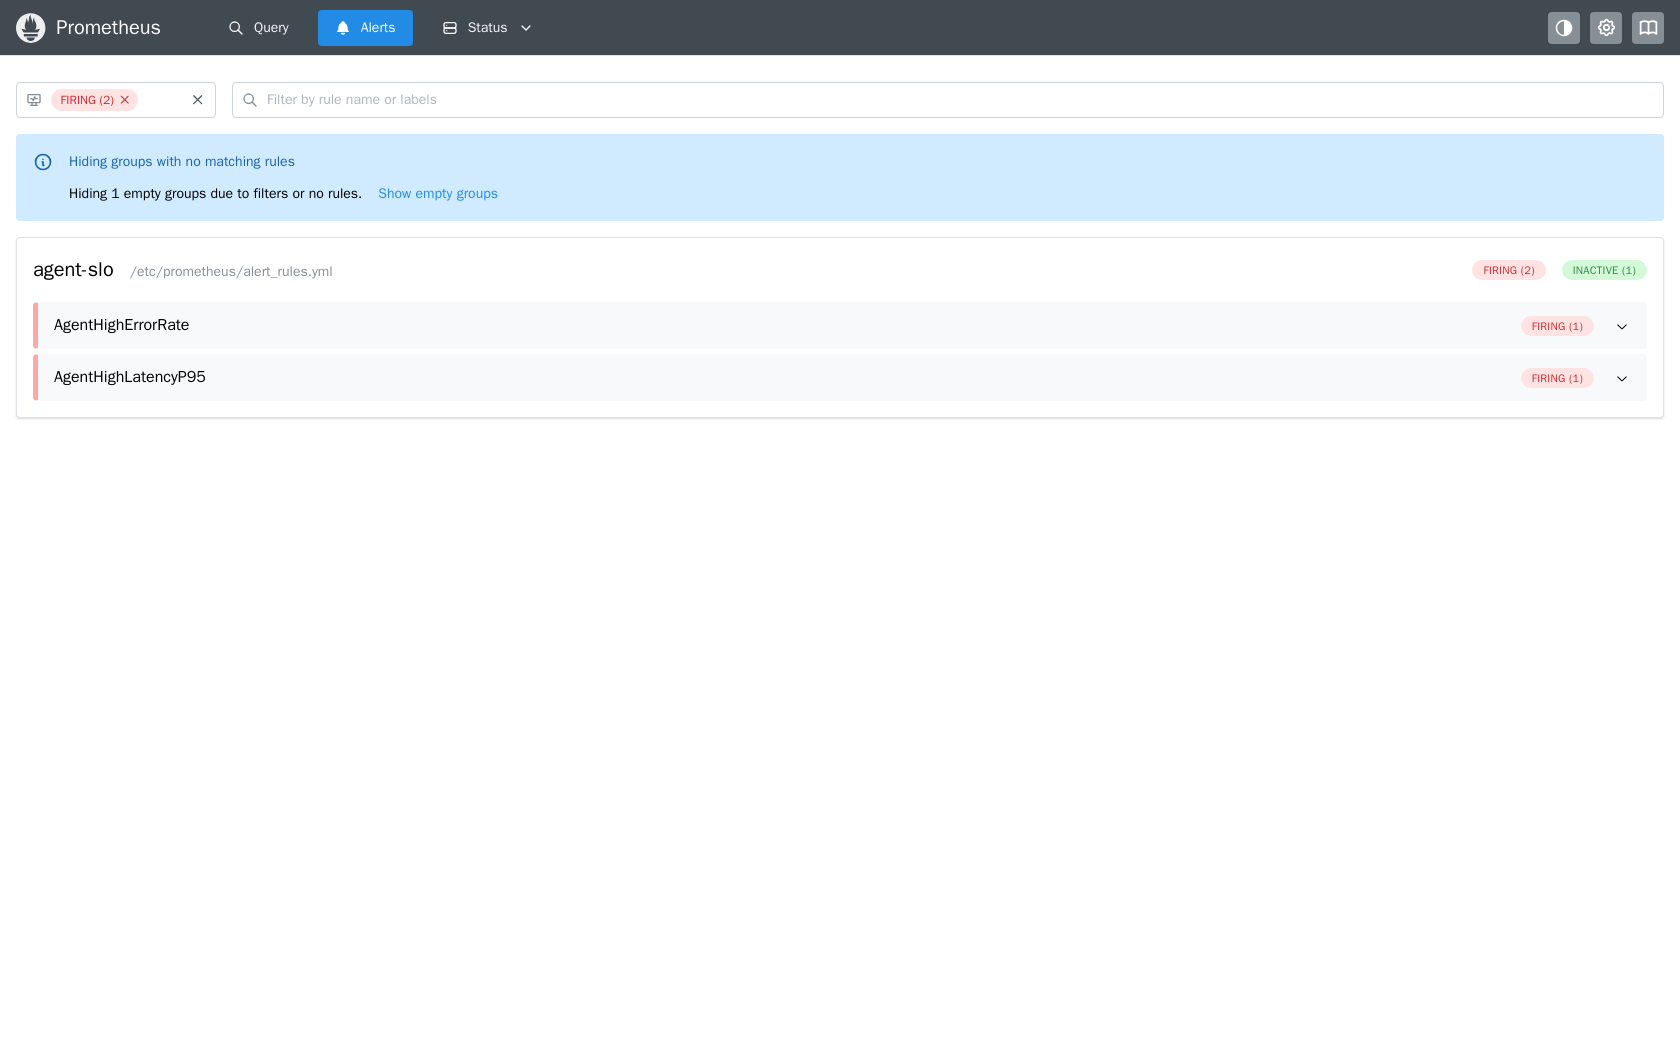 Prometheus Query Alerts Status
FIRING (2) Filter by rule name or labels
Hiding groups with no matching rules
Hiding 1 empty groups due to filters or no rules. Show empty groups
agent-slo /etc/prometheus/alert_rules.yml FIRING (2) INACTIVE (1)
AgentHighErrorRate FIRING (1)
AgentHighLatencyP95 FIRING (1)